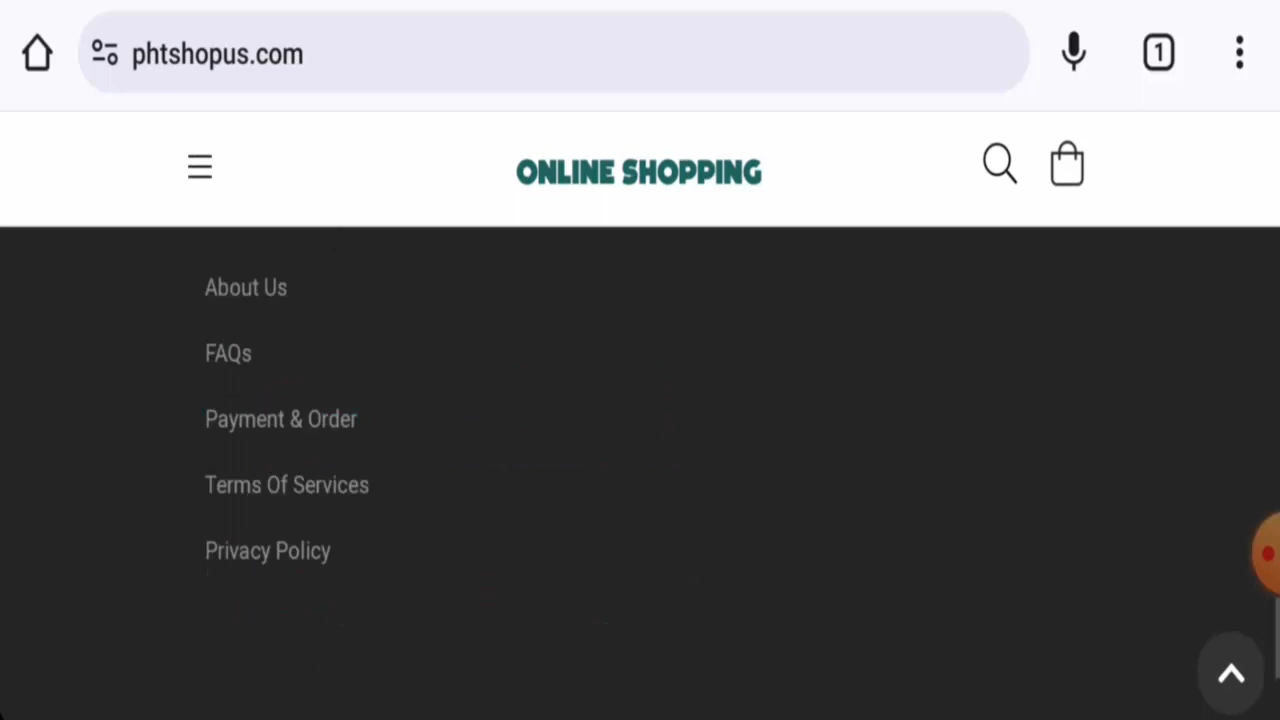 phtshopus.com
1
ONLINE SHOPPING
About Us
FAQs
Payment & Order
Terms Of Services
Privacy Policy